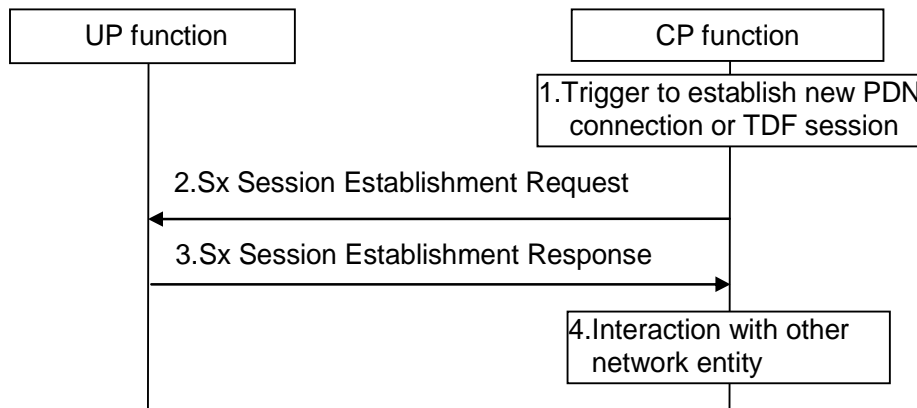 UP function
CP function
1.Trigger to establish new PDN
connection or TDF session
2.Sx Session Establishment Request
3.Sx Session Establishment Response
4.Interaction with other
network entity